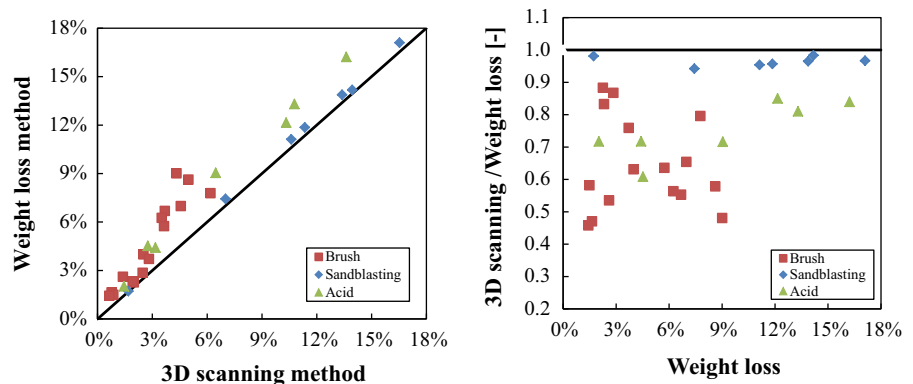 18%
15%
12%
9%
6%
3%
0%
Weight loss method
Brush
Sandblasting
Acid
0% 3% 6% 9% 12% 15% 18%
3D scanning method
1.1
1.0
0.9
0.8
0.7
0.6
0.5
0.4
0.3
0.2
3D scanning /Weight loss [-]
Brush
Sandblasting
Acid
0% 3% 6% 9% 12% 15% 18%
Weight loss